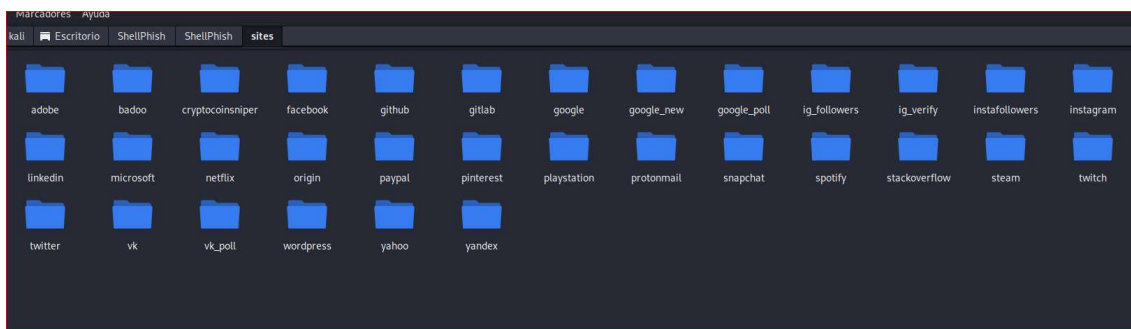 Marcadores Ayuda
kali Escritorio ShellPhish ShellPhish sites
adobe badoo cryptocoinsniper facebook github gitlab google google_new google_poll ig_followers ig_verify instafollowers instagram
linkedin microsoft netflix origin paypal pinterest playstation protonmail snapchat spotify stackoverflow steam twitch
twitter vk vk_poll wordpress yahoo yandex